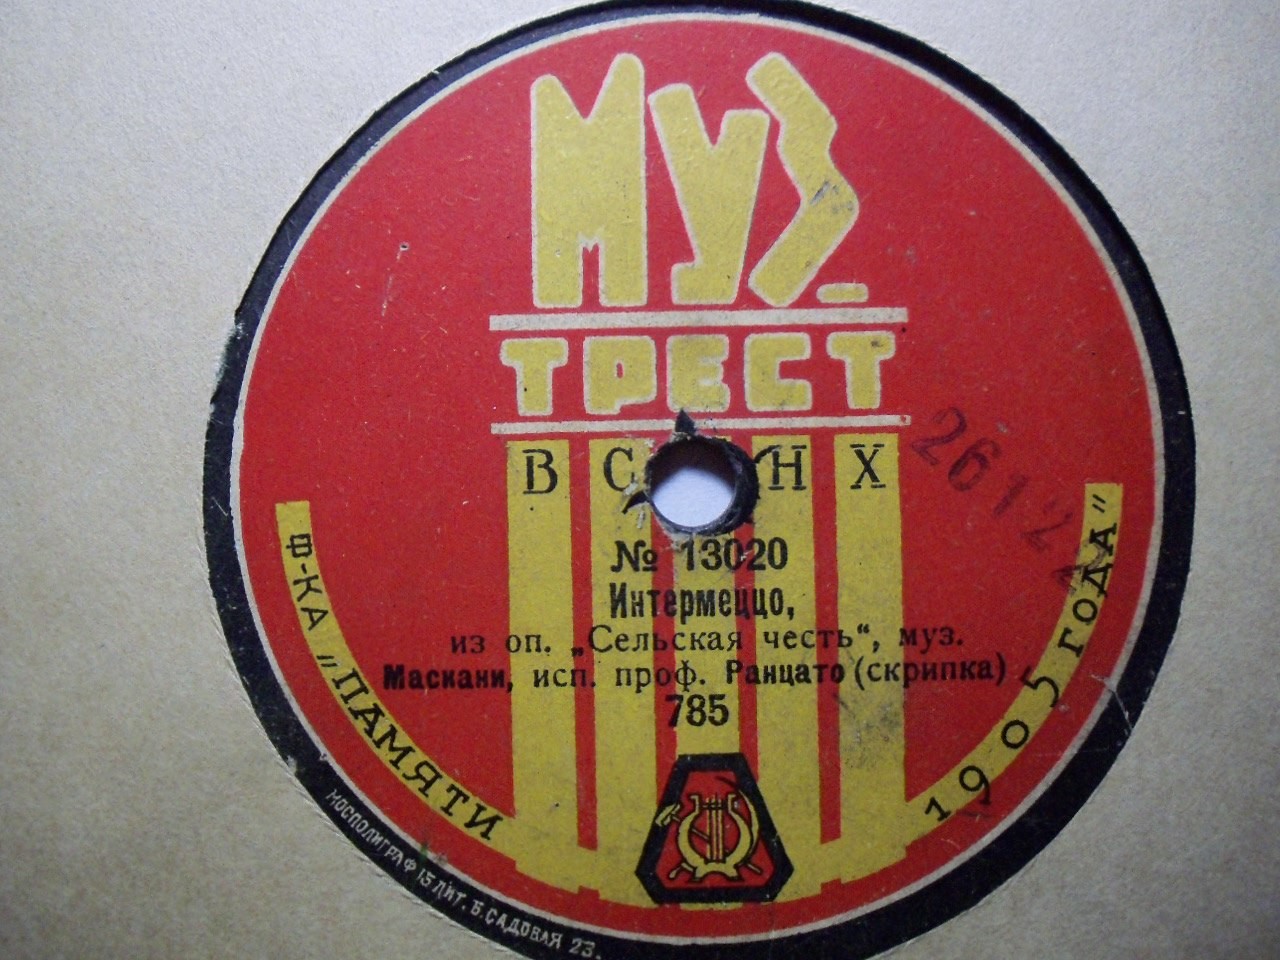 МУЗ.
ТРЕСТ
В С Н Х
2612
№ 13020
Интермеццо,
из оп. „Сельская честь“, муз.
Маскани, исп. проф. Ранцато (скрипка)
785
Ф-КА "ПАМЯТИ
1905 ГОДА"
МОСПОЛИГРАФ 15 ЛИТ. Б. САДОВАЯ 23.